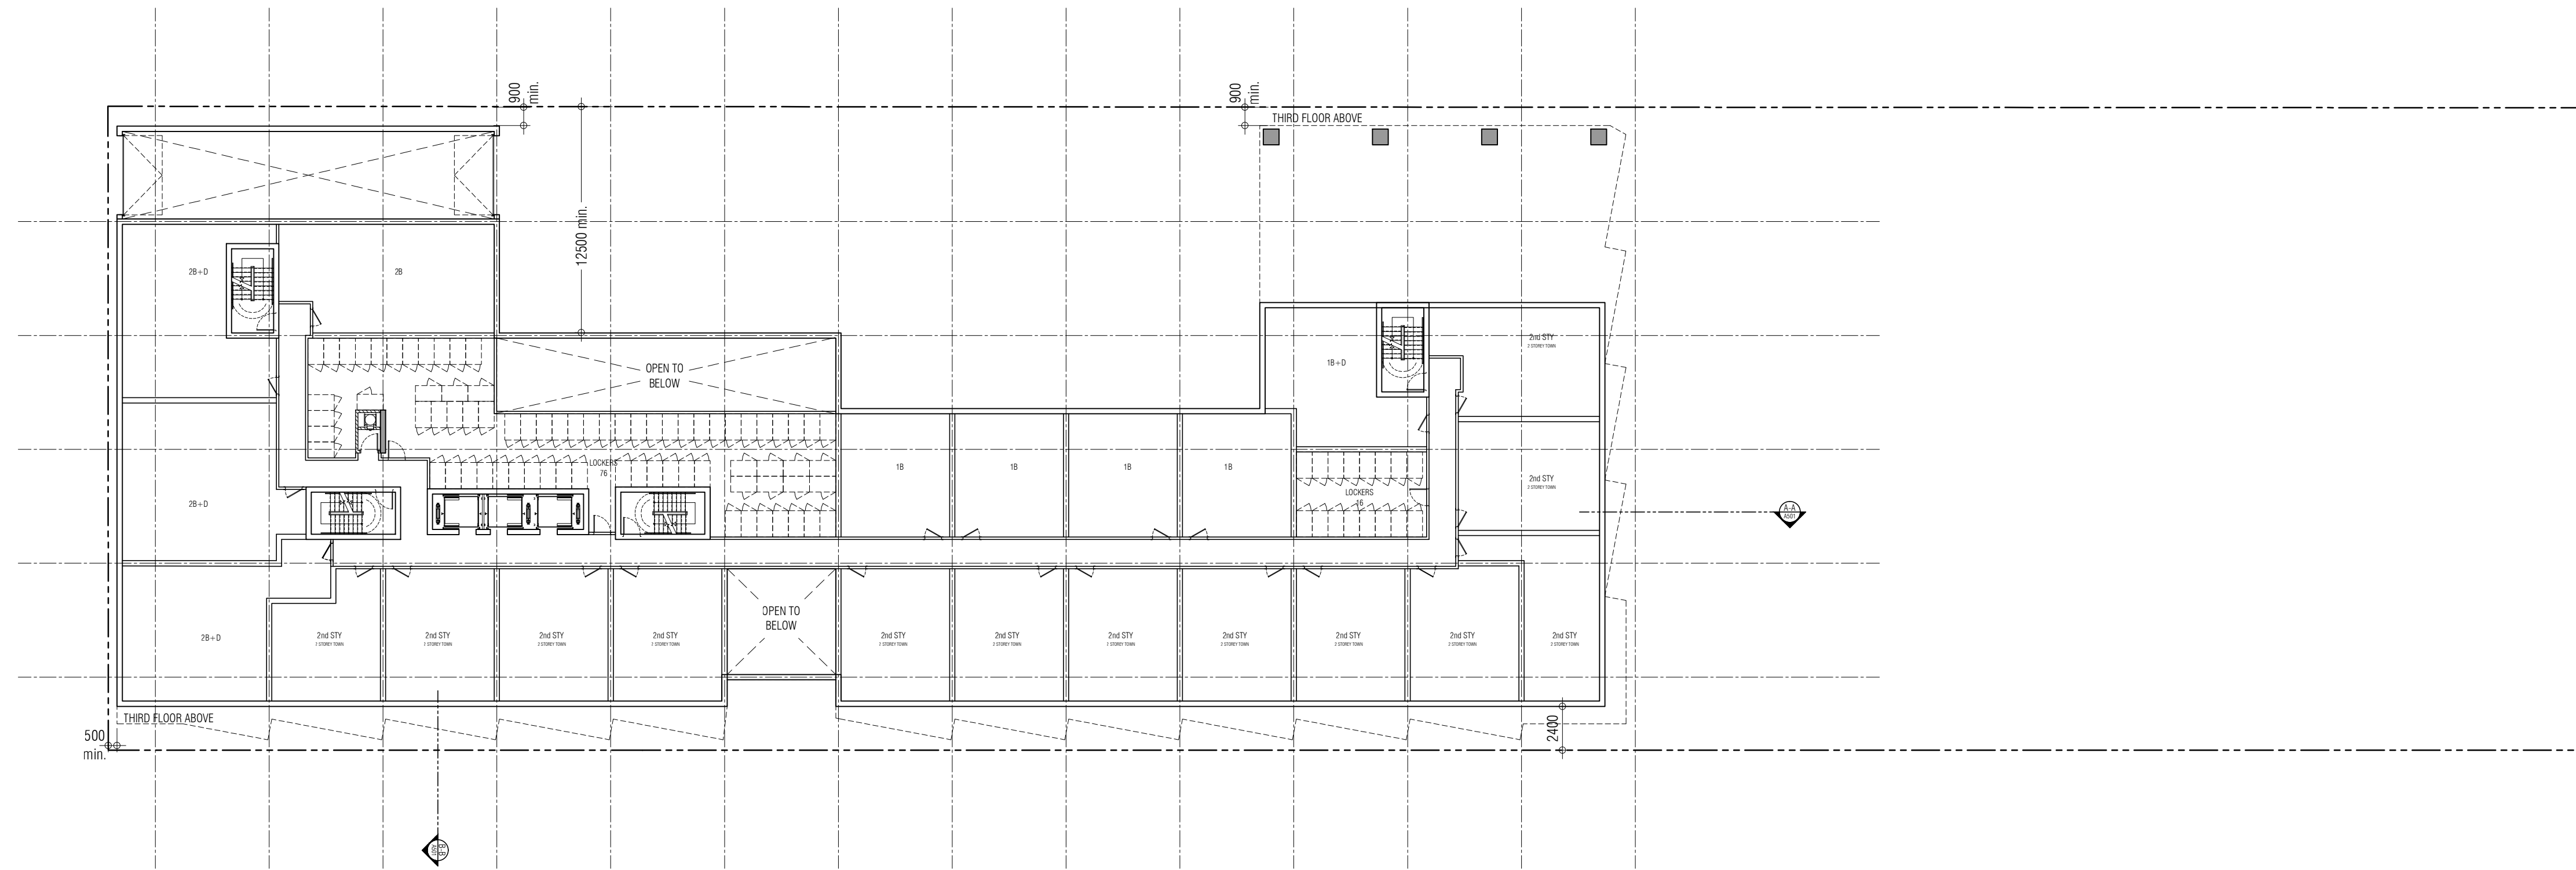 900
min.
900
min.
THIRD FLOOR ABOVE
12500 min.
2B+D
2B
2nd STY
2 STOREY TOWN
OPEN TO
BELOW
1B+D
LOCKERS
76
1B
1B
1B
1B
2nd STY
2 STOREY TOWN
LOCKERS
16
2B+D
A-A
A501
OPEN TO
BELOW
2B+D
2nd STY
2 STOREY TOWN
2nd STY
2 STOREY TOWN
2nd STY
2 STOREY TOWN
2nd STY
2 STOREY TOWN
2nd STY
2 STOREY TOWN
2nd STY
2 STOREY TOWN
2nd STY
2 STOREY TOWN
2nd STY
2 STOREY TOWN
2nd STY
2 STOREY TOWN
2nd STY
2 STOREY TOWN
2nd STY
2 STOREY TOWN
THIRD FLOOR ABOVE
500
min.
2400
B-B